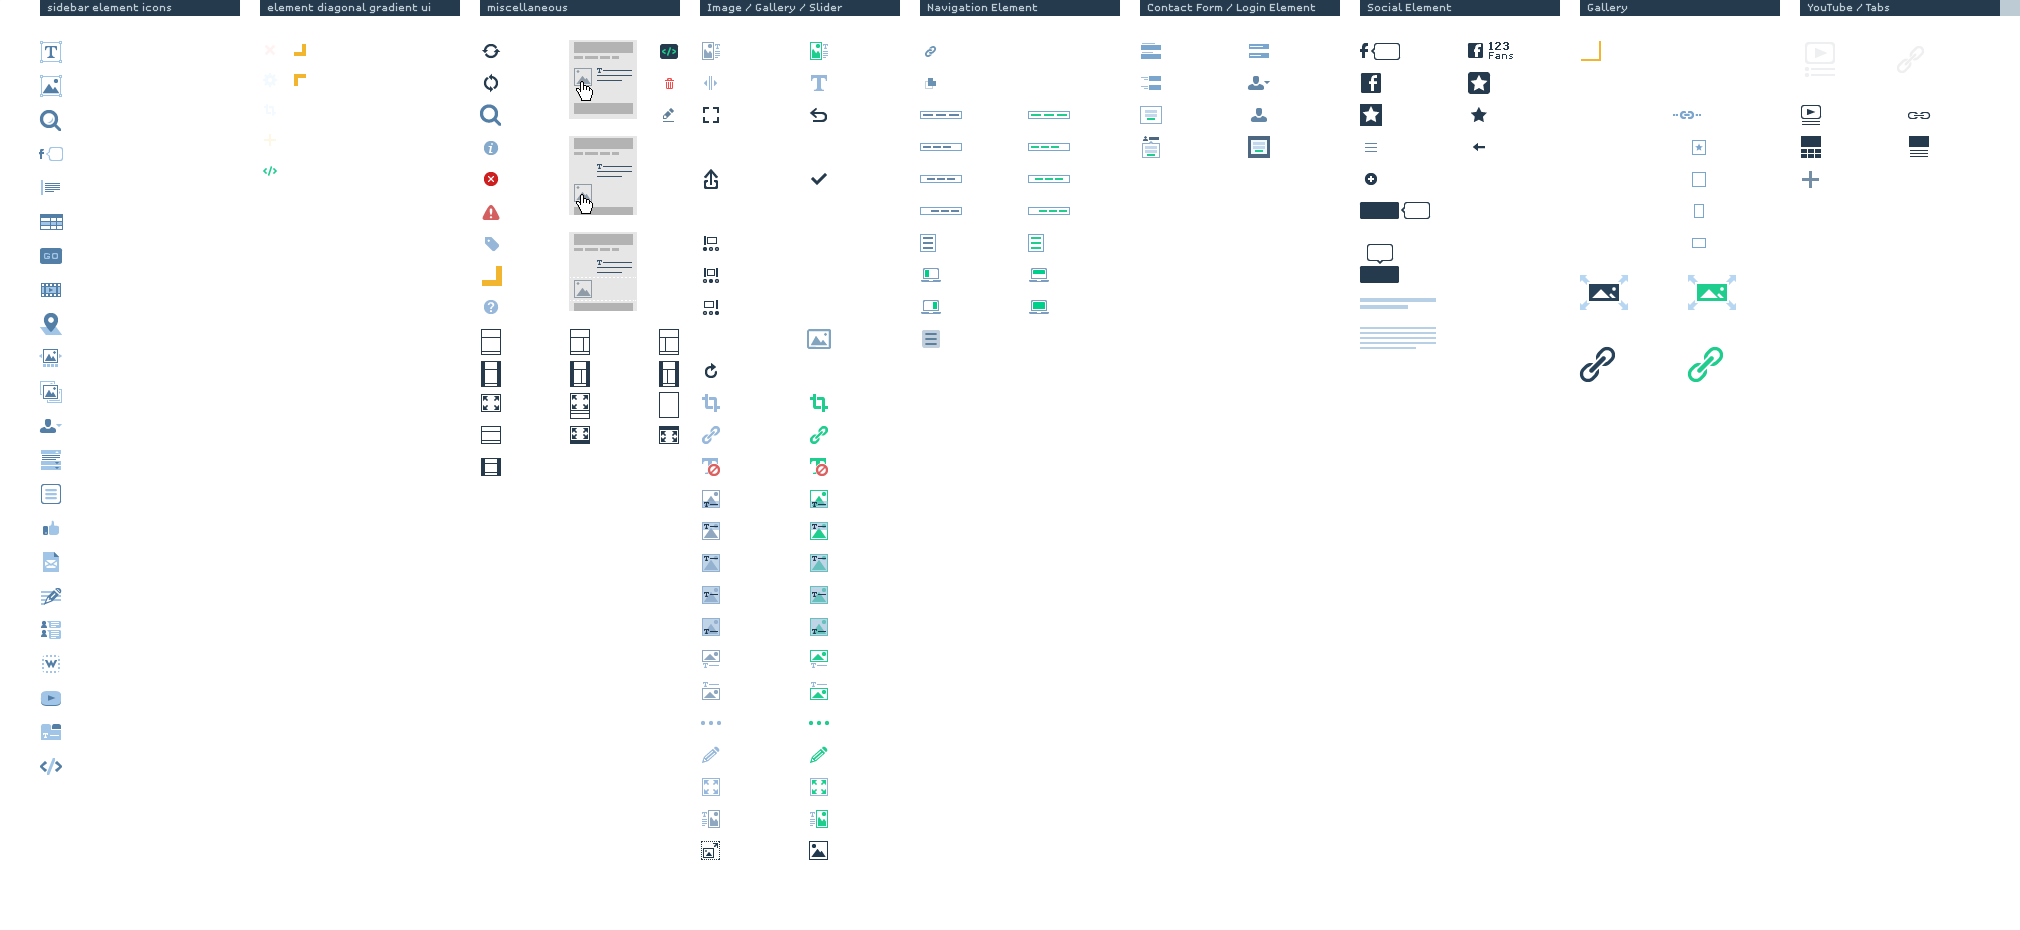 sidebar element icons
element diagonal gradient ui
miscellaneous
Image / Gallery / Slider
Navigation Element
Contact Form / Login Element
Social Element
Gallery
YouTube / Tabs
T
123
Fans
GO
W